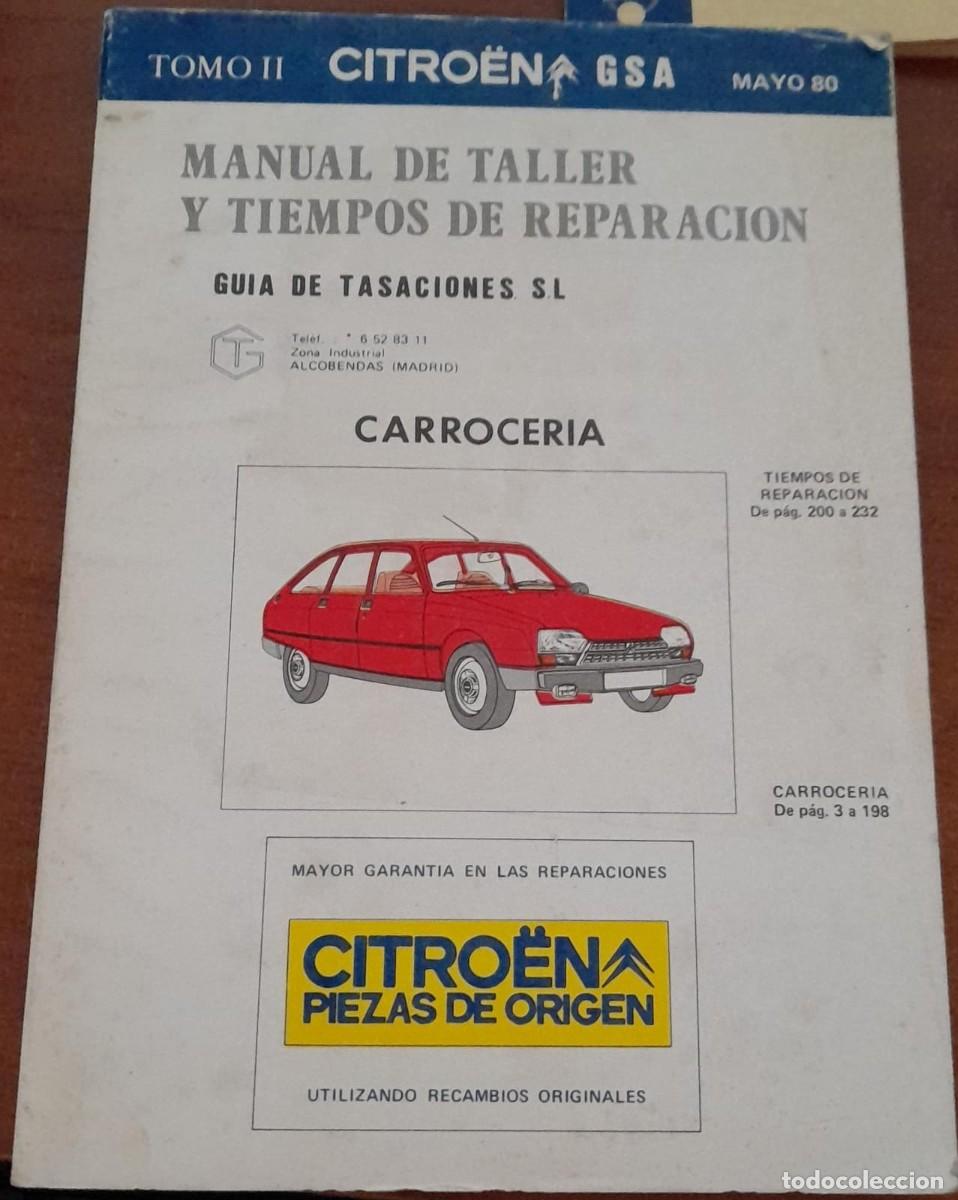 TOMO II CITROËN GSA MAYO 80
MANUAL DE TALLER
Y TIEMPOS DE REPARACION
GUIA DE TASACIONES. S.L
TG
Teléf. : * 6 52 83 11
Zona Industrial
ALCOBENDAS (MADRID)
CARROCERIA
TIEMPOS DE
REPARACION
De pág. 200 a 232
CARROCERIA
De pág. 3 a 198
MAYOR GARANTIA EN LAS REPARACIONES
CITROËN
PIEZAS DE ORIGEN
UTILIZANDO RECAMBIOS ORIGINALES
todocoleccion